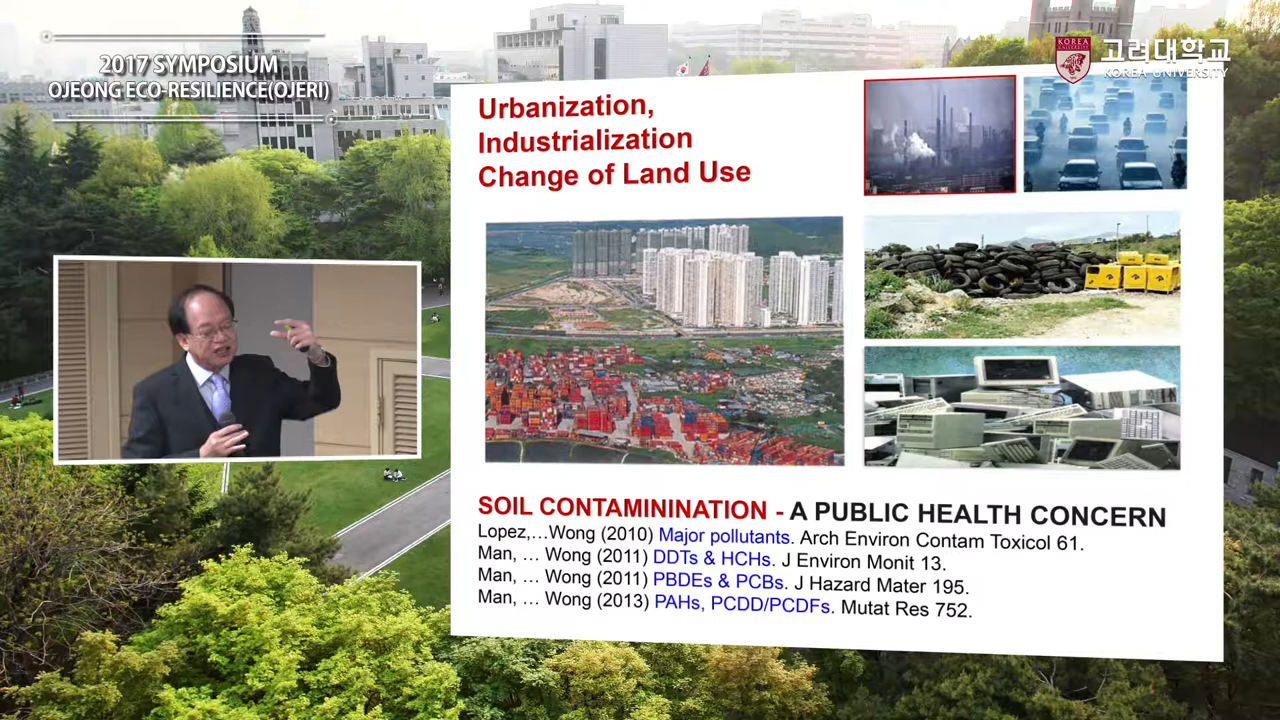 2017 SYMPOSIUM
OJEONG ECO-RESILIENCE(OJERI)
KOREA
고려대학교
KOREA UNIVERSITY
Urbanization,
Industrialization
Change of Land Use
SOIL CONTAMININATION - A PUBLIC HEALTH CONCERN
Lopez,...Wong (2010) Major pollutants. Arch Environ Contam Toxicol 61.
Man, ... Wong (2011) DDTs & HCHs. J Environ Monit 13.
Man, ... Wong (2011) PBDEs & PCBs. J Hazard Mater 195.
Man, ... Wong (2013) PAHs, PCDD/PCDFs. Mutat Res 752.